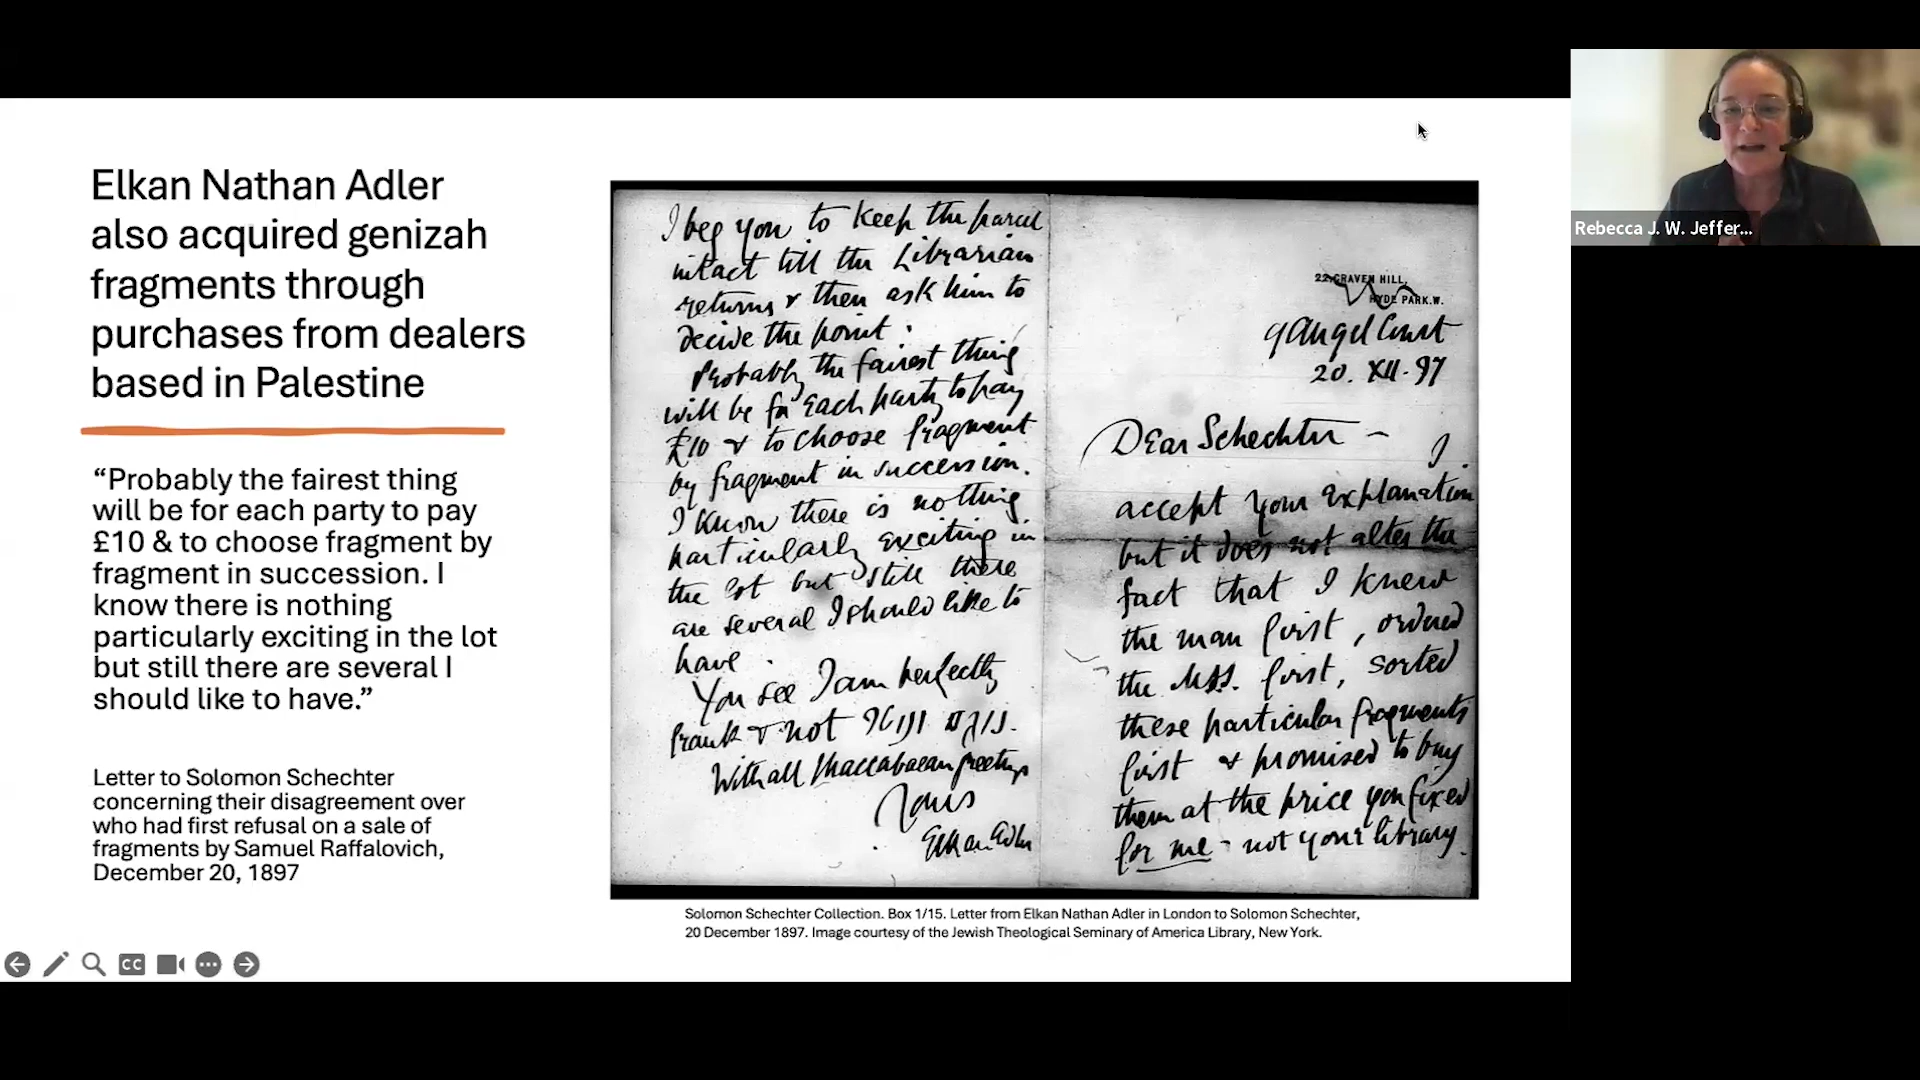 Elkan Nathan Adler
also acquired genizah
fragments through
purchases from dealers
based in Palestine
“Probably the fairest thing
will be for each party to pay
£10 & to choose fragment by
fragment in succession. I
know there is nothing
particularly exciting in the lot
but still there are several I
should like to have.”
Letter to Solomon Schechter
concerning their disagreement over
who had first refusal on a sale of
fragments by Samuel Raffalovich,
December 20, 1897
I beg you to keep the parcel
intact till the Librarian
returns & then ask him to
decide the point.
Probably the fairest thing
will be for each party to pay
£10 & to choose fragment
by fragment in succession.
I know there is nothing
particularly exciting in
the lot but still there
are several I should like to
have.
You see I am perfectly
frank & not
With all Maccabaean greetings
Yours
Elkan Adler
22, CRAVEN HILL,
HYDE PARK. W.
9 Angel Court
20. XII. 97
Dear Schechter – I
accept your explanation
but it does not alter the
fact that I knew
the man first, ordered
the MSS. first, sorted
these particular fragments
first & promised to buy
them at the price you fixed
for me – not your library.
Solomon Schechter Collection. Box 1/15. Letter from Elkan Nathan Adler in London to Solomon Schechter,
20 December 1897. Image courtesy of the Jewish Theological Seminary of America Library, New York.
CC
Rebecca J. W. Jeffer...